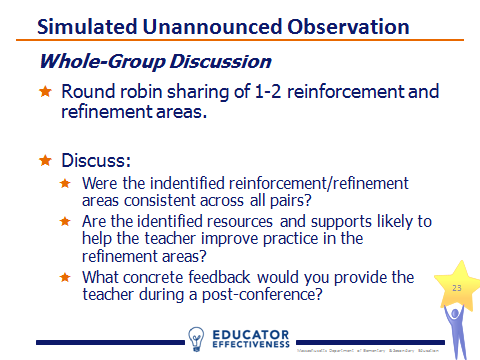 Simulated Unannounced Observation
Whole-Group Discussion
Round robin sharing of 1-2 reinforcement and
refinement areas.
Discuss:
Were the indentified reinforcement/refinement
areas consistent across all pairs?
Are the identified resources and supports likely to
help the teacher improve practice in the
refinement areas?
What concrete feedback would you provide the
teacher during a post-conference?
23
EDUCATOR
EFFECTIVENESS
Massachusetts Department of Elementary & Secondary Education